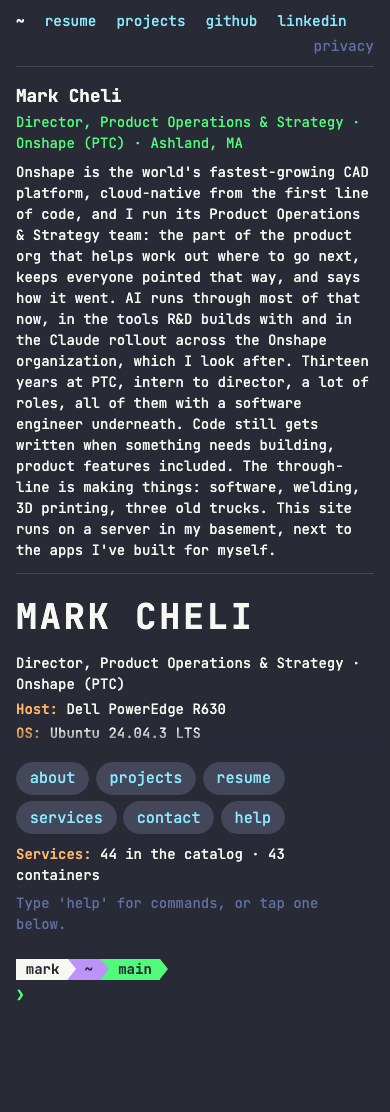 ~ resume projects github linkedin
privacy
Mark Cheli
Director, Product Operations & Strategy ·
Onshape (PTC) · Ashland, MA
Onshape is the world's fastest-growing CAD
platform, cloud-native from the first line
of code, and I run its Product Operations
& Strategy team: the part of the product
org that helps work out where to go next,
keeps everyone pointed that way, and says
how it went. AI runs through most of that
now, in the tools R&D builds with and in
the Claude rollout across the Onshape
organization, which I look after. Thirteen
years at PTC, intern to director, a lot of
roles, all of them with a software
engineer underneath. Code still gets
written when something needs building,
product features included. The through-
line is making things: software, welding,
3D printing, three old trucks. This site
runs on a server in my basement, next to
the apps I've built for myself.
MARK CHELI
Director, Product Operations & Strategy ·
Onshape (PTC)
Host: Dell PowerEdge R630
OS: Ubuntu 24.04.3 LTS
about projects resume
services contact help
Services: 44 in the catalog · 43
containers
Type 'help' for commands, or tap one
below.
mark ~ main
❯